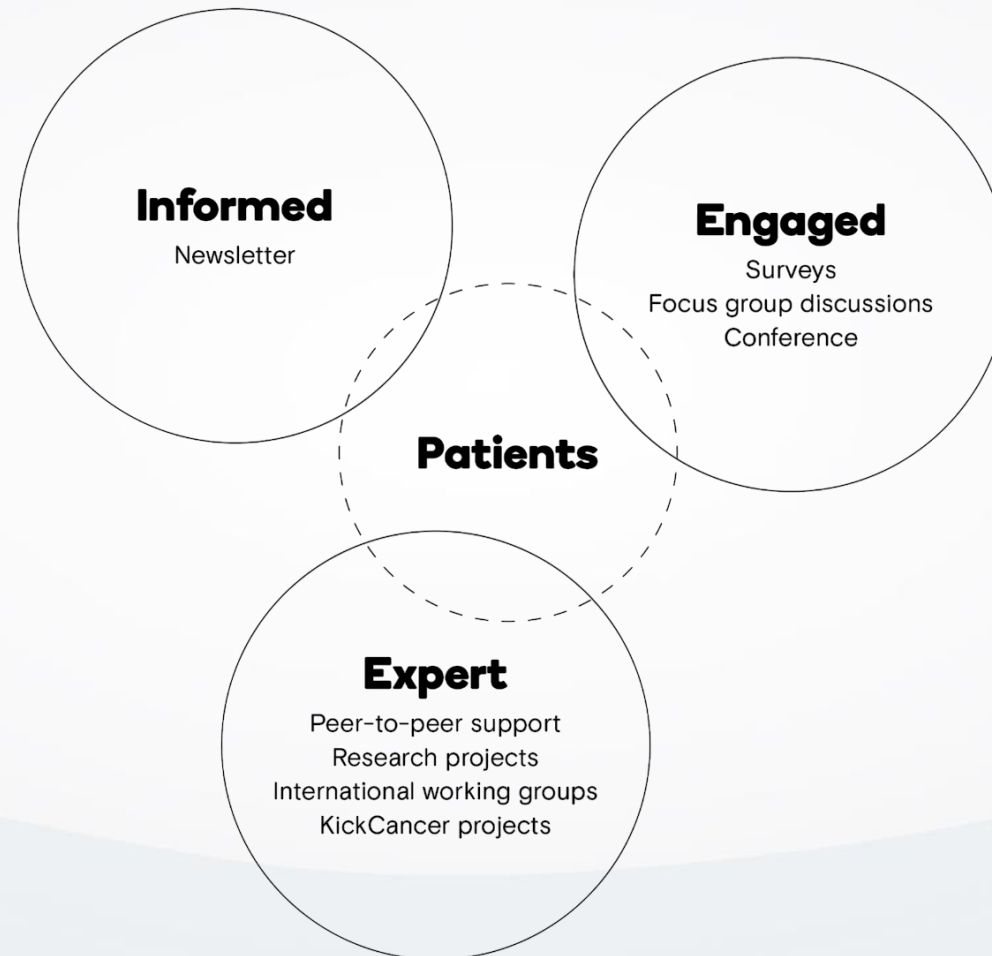 Informed
Newsletter
Engaged
Surveys
Focus group discussions
Conference
Patients
Expert
Peer-to-peer support
Research projects
International working groups
KickCancer projects